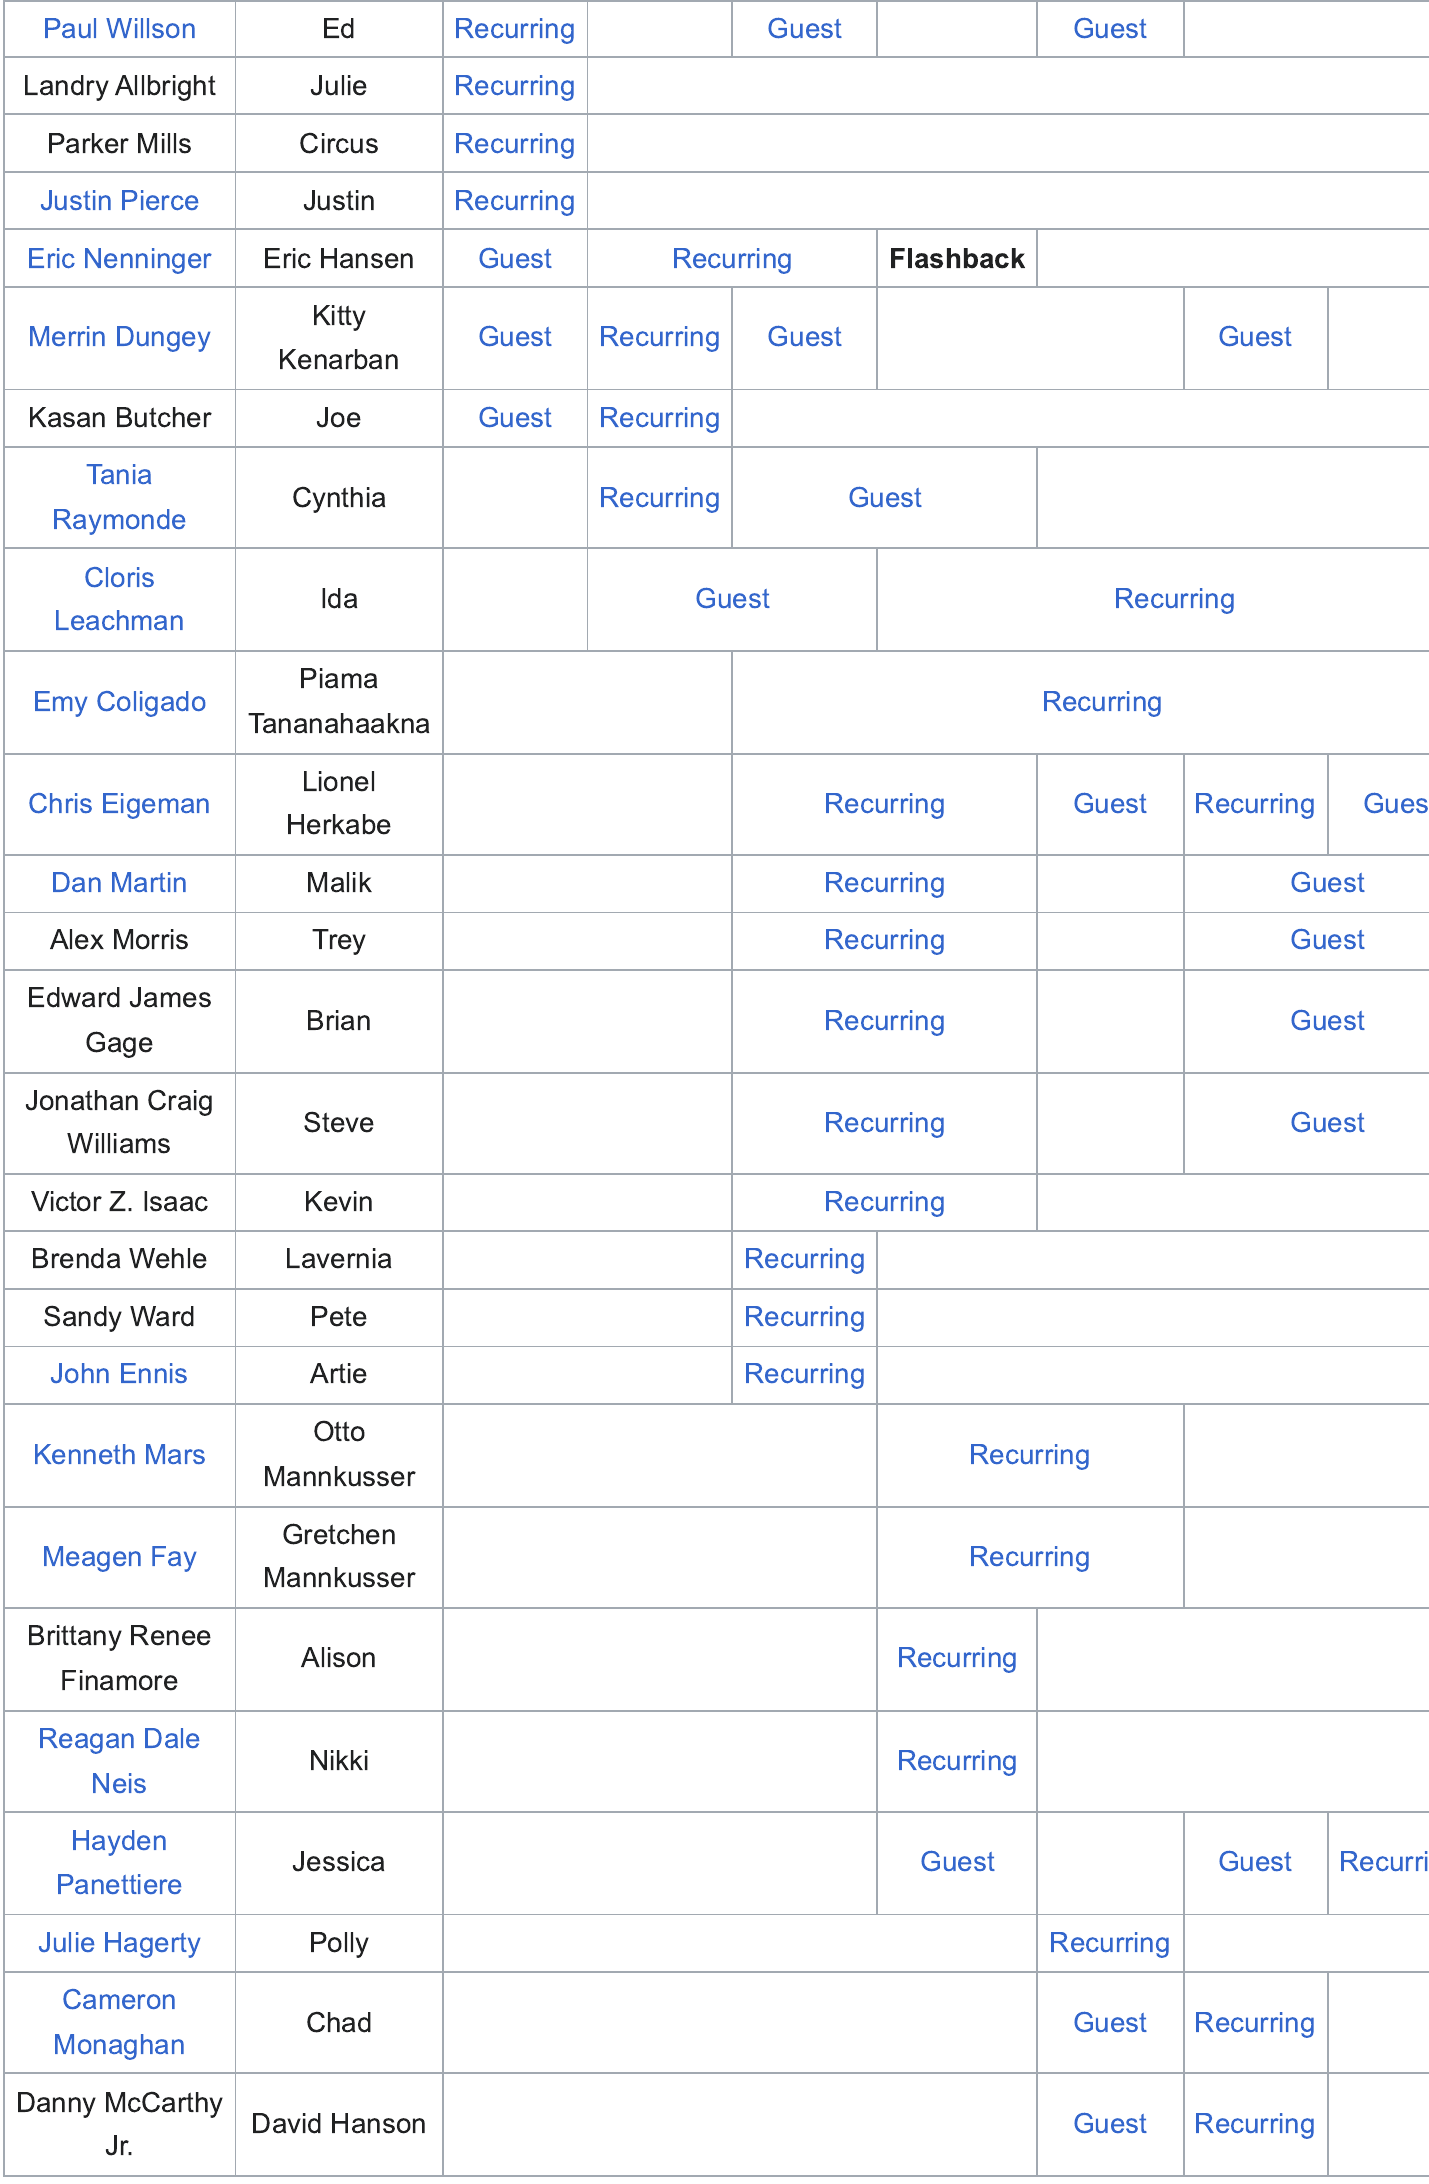 Paul Willson Ed Recurring Guest Guest
Landry Allbright Julie Recurring
Parker Mills Circus Recurring
Justin Pierce Justin Recurring
Eric Nenninger Eric Hansen Guest Recurring Flashback
Merrin Dungey Kitty Kenarban Guest Recurring Guest Guest
Kasan Butcher Joe Guest Recurring
Tania Raymonde Cynthia Recurring Guest
Cloris Leachman Ida Guest Recurring
Emy Coligado Piama Tananahaakna Recurring
Chris Eigeman Lionel Herkabe Recurring Guest Recurring Gues
Dan Martin Malik Recurring Guest
Alex Morris Trey Recurring Guest
Edward James Gage Brian Recurring Guest
Jonathan Craig Williams Steve Recurring Guest
Victor Z. Isaac Kevin Recurring
Brenda Wehle Lavernia Recurring
Sandy Ward Pete Recurring
John Ennis Artie Recurring
Kenneth Mars Otto Mannkusser Recurring
Meagen Fay Gretchen Mannkusser Recurring
Brittany Renee Finamore Alison Recurring
Reagan Dale Neis Nikki Recurring
Hayden Panettiere Jessica Guest Guest Recurri
Julie Hagerty Polly Recurring
Cameron Monaghan Chad Guest Recurring
Danny McCarthy Jr. David Hanson Guest Recurring